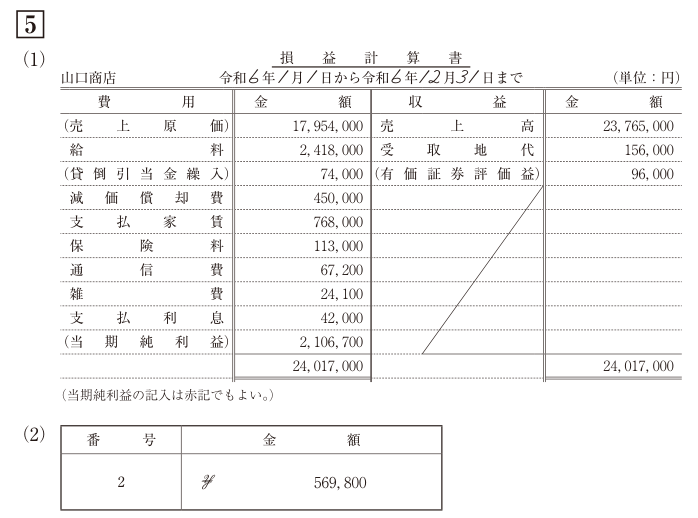 5
(1)
損益計算書
山口商店 令和6年1月1日から令和6年12月31日まで (単位：円)
費用 金額 収益 金額
(売上原価) 17,954,000 売上高 23,765,000
給料 2,418,000 受取地代 156,000
(貸倒引当金繰入) 74,000 (有価証券評価益) 96,000
減価償却費 450,000
支払家賃 768,000
保険料 113,000
通信費 67,200
雑費 24,100
支払利息 42,000
(当期純利益) 2,106,700
24,017,000 24,017,000
(当期純利益の記入は赤記でもよい。)
(2)
番号 金額
2 ¥ 569,800